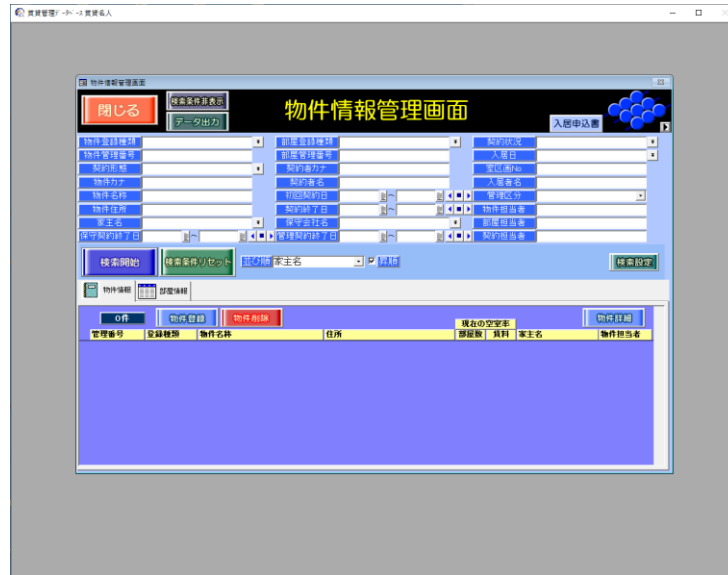 賃貸管理ﾃﾞｰﾀﾍﾞｰｽ 賃貸名人
物件情報管理画面
閉じる
検索条件非表示
データ出力
物件情報管理画面
入居申込書
物件登録種類 部屋登録種類 契約状況
物件管理番号 部屋管理番号 入居日
契約形態 契約者カナ 室区画No
物件カナ 契約者名 入居者名
物件名称 初回契約日 ～ 管理区分
物件住所 契約終了日 ～ 物件担当者
家主名 保守会社名 部屋担当者
保守契約終了日 ～ 管理契約終了日 ～ 契約担当者
検索開始 検索条件リセット 並び順 家主名 昇順 検索設定
物件情報 部屋情報
0件 物件登録 物件削除 物件詳細
現在の空室率
管理番号 登録種類 物件名称 住所 部屋数 賃料 家主名 物件担当者